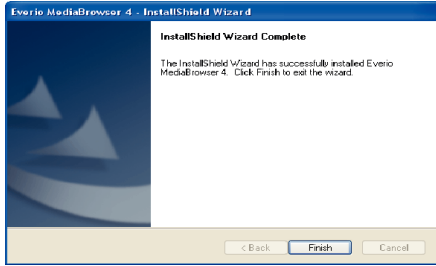 Everio MediaBrowser 4 - InstallShield Wizard
InstallShield Wizard Complete
The InstallShield Wizard has successfully installed Everio
MediaBrowser 4. Click Finish to exit the wizard.
< Back Finish Cancel